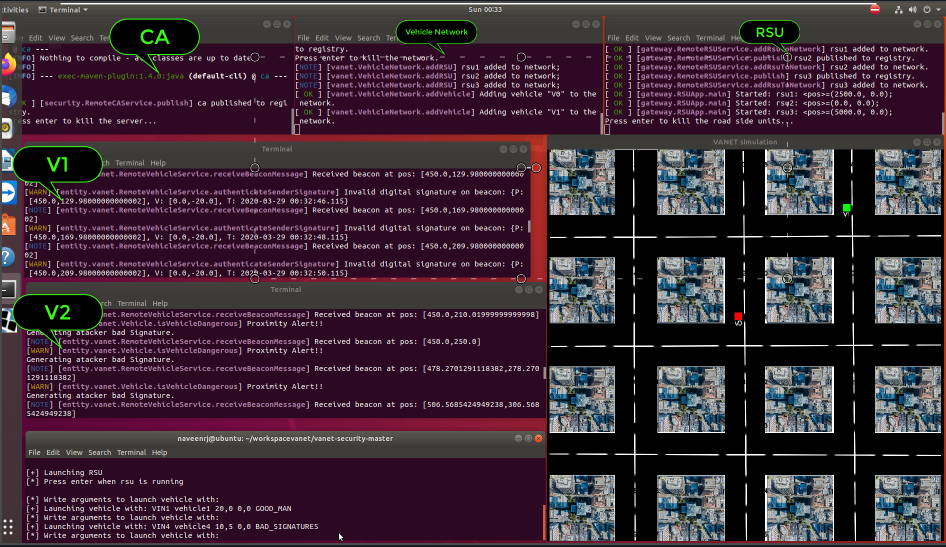 ctivities
Terminal
Sun 00:33
CA
Vehicle Network
RSU
Edit View Search
@ ca ---
INFO] Nothing to compile - all classes are up to date
INFO] --- exec-maven-plugin:1.4.0:java (default-cli) @ ca ---
OK ] [security.RemoteCAService.publish] ca published to regi
stry.
ress enter to kill the server...
File Edit View Search
to registry.
Press enter to kill the network.
[NOTE] [vanet.VehicleNetwork.addRSU] rsu1 added to network;
[NOTE] [vanet.VehicleNetwork.addRSU] rsu2 added to network;
[NOTE] [vanet.VehicleNetwork.addRSU] rsu3 added to network;
[ OK ] [vanet.VehicleNetwork.addVehicle] Adding vehicle "V0" to the
network.
[ OK ] [vanet.VehicleNetwork.addVehicle] Adding vehicle "V1" to the
network.
File Edit View Search Terminal
[ OK ] [gateway.RemoteRSUService.addRsuToNetwork] rsu1 added to network.
[ OK ] [gateway.RemoteRSUService.publish] rsu2 published to registry.
[ OK ] [gateway.RemoteRSUService.addRsuToNetwork] rsu2 added to network.
[ OK ] [gateway.RemoteRSUService.publish] rsu3 published to registry.
[ OK ] [gateway.RemoteRSUService.addRsuToNetwork] rsu3 added to network.
[ OK ] [gateway.RSUApp.main] Started: rsu1: <pos>=(2500.0, 0.0);
[ OK ] [gateway.RSUApp.main] Started: rsu2: <pos>=(0.0, 0.0);
[ OK ] [gateway.RSUApp.main] Started: rsu3: <pos>=(5000.0, 0.0);
Press enter to kill the road side units...
Terminal
V1
Terminal Help
[NOTE] [entity.vanet.RemoteVehicleService.receiveBeaconMessage] Received beacon at pos: [450.0,129.980000000000
02]
[WARN] [entity.vanet.RemoteVehicleService.authenticateSenderSignature] Invalid digital signature on beacon: {P:
[450.0,129.98000000000002], V: [0.0,-20.0], T: 2020-03-29 00:32:46.115}
[NOTE] [entity.vanet.RemoteVehicleService.receiveBeaconMessage] Received beacon at pos: [450.0,169.980000000000
02]
[WARN] [entity.vanet.RemoteVehicleService.authenticateSenderSignature] Invalid digital signature on beacon: {P:
[450.0,169.98000000000002], V: [0.0,-20.0], T: 2020-03-29 00:32:48.115}
[NOTE] [entity.vanet.RemoteVehicleService.receiveBeaconMessage] Received beacon at pos: [450.0,209.980000000000
02]
[WARN] [entity.vanet.RemoteVehicleService.authenticateSenderSignature] Invalid digital signature on beacon: {P:
[450.0,209.98000000000002], V: [0.0,-20.0], T: 2020-03-29 00:32:50.115}
Terminal
V2
Search Terminal Help
[NOTE] [entity.vanet.RemoteVehicleService.receiveBeaconMessage] Received beacon at pos: [450.0,210.01999999999998]
[WARN] [entity.vanet.Vehicle.isVehicleDangerous] Proximity Alert!!
Generating atacker bad Signature.
[NOTE] [entity.vanet.RemoteVehicleService.receiveBeaconMessage] Received beacon at pos: [450.0,250.0]
[WARN] [entity.vanet.Vehicle.isVehicleDangerous] Proximity Alert!!
Generating atacker bad Signature.
[NOTE] [entity.vanet.RemoteVehicleService.receiveBeaconMessage] Received beacon at pos: [478.2701291118382,278.270
1291118382]
[WARN] [entity.vanet.Vehicle.isVehicleDangerous] Proximity Alert!!
Generating atacker bad Signature.
[NOTE] [entity.vanet.RemoteVehicleService.receiveBeaconMessage] Received beacon at pos: [506.5685424949238,306.568
5424949238]
naveenrj@ubuntu: ~/workspacevanet/vanet-security-master
File Edit View Search Terminal Help
[+] Launching RSU
[*] Press enter when rsu is running
[*] Write arguments to launch vehicle with:
[+] Launching vehicle with: VIN1 vehicle1 20,0 0,0 GOOD_MAN
[*] Write arguments to launch vehicle with:
[+] Launching vehicle with: VIN4 vehicle4 10,5 0,0 BAD_SIGNATURES
[*] Write arguments to launch vehicle with:
VANET simulation